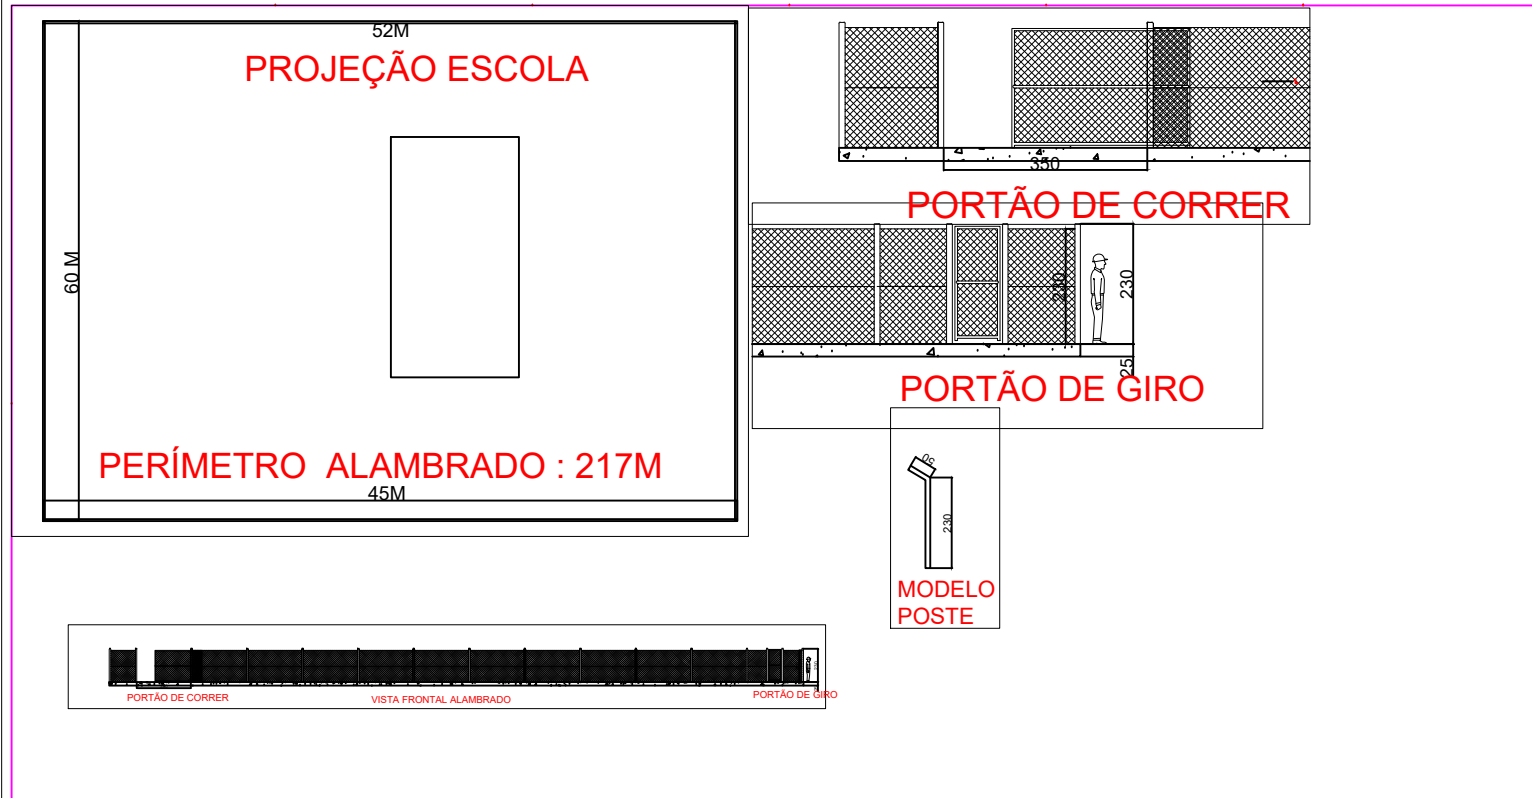 52M
PROJEÇÃO ESCOLA
60 M
PERÍMETRO ALAMBRADO : 217M
45M
350
PORTÃO DE CORRER
230
230
25
PORTÃO DE GIRO
50
230
MODELO
POSTE
PORTÃO DE CORRER
VISTA FRONTAL ALAMBRADO
PORTÃO DE GIRO